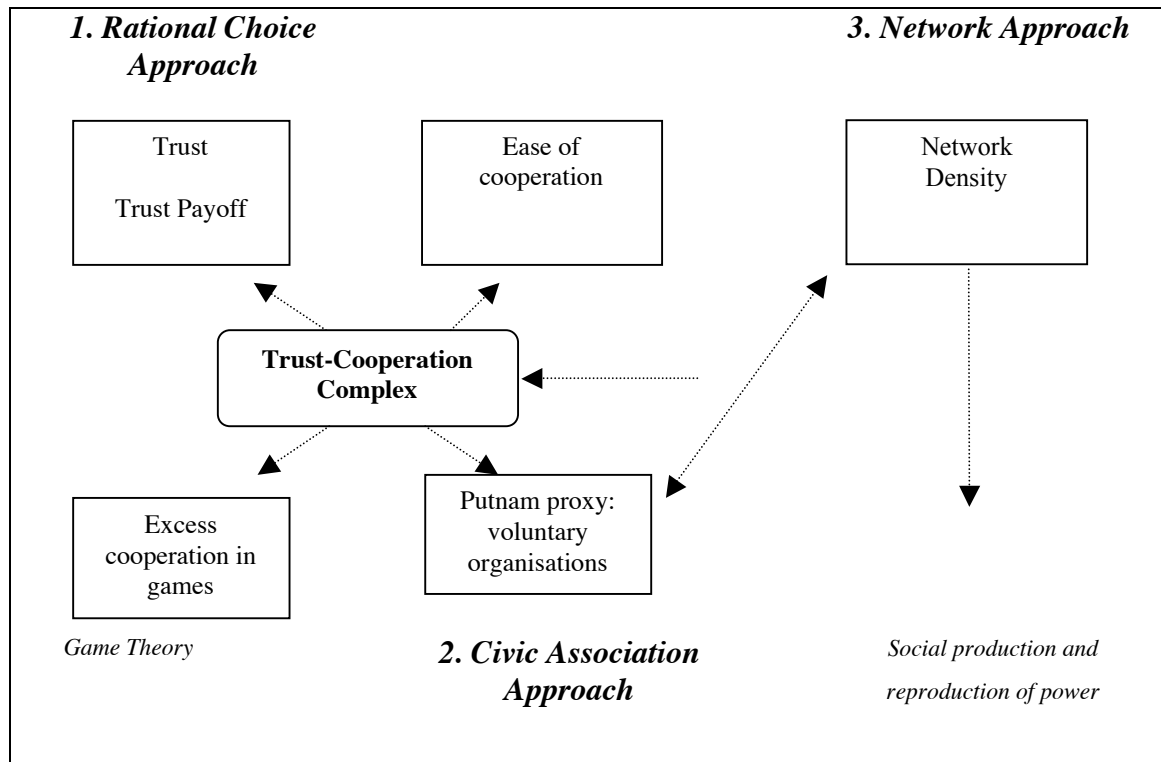 1. Rational Choice
Approach
3. Network Approach
Trust
Trust Payoff
Ease of
cooperation
Network
Density
Trust-Cooperation
Complex
Excess
cooperation in
games
Putnam proxy:
voluntary
organisations
Game Theory
2. Civic Association
Approach
Social production and
reproduction of power